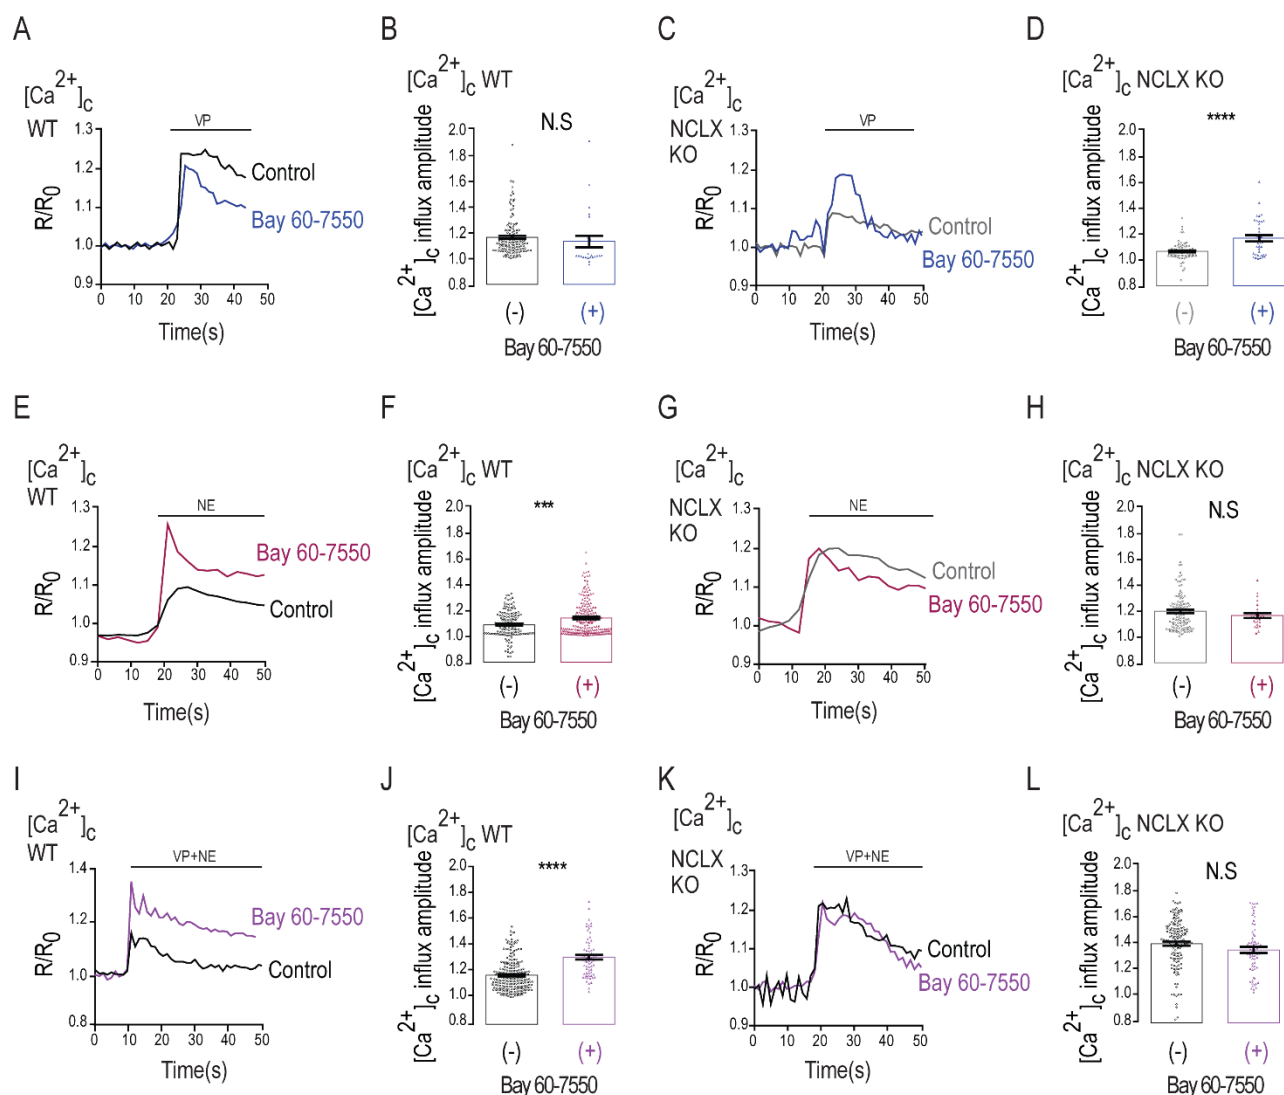 A
[Ca2+]c
WT
VP
R/R0
1.3
1.2
1.1
1.0
0.9
Control
Bay 60-7550
0 10 20 30 40 50
Time(s)
B
[Ca2+]c WT
[Ca2+]c influx amplitude
N.S
2.0
1.8
1.6
1.4
1.2
1.0
0.8
(-) (+)
Bay 60-7550
C
[Ca2+]c
NCLX
KO
VP
R/R0
1.3
1.2
1.1
1.0
0.9
Control
Bay 60-7550
0 10 20 30 40 50
Time(s)
D
[Ca2+]c NCLX KO
[Ca2+]c influx amplitude
****
2.0
1.8
1.6
1.4
1.2
1.0
0.8
(-) (+)
Bay 60-7550
E
[Ca2+]c
WT
NE
R/R0
1.3
1.2
1.1
1.0
0.9
Bay 60-7550
Control
0 10 20 30 40 50
Time(s)
F
[Ca2+]c WT
[Ca2+]c influx amplitude
***
2.0
1.8
1.6
1.4
1.2
1.0
0.8
(-) (+)
Bay 60-7550
G
[Ca2+]c
NCLX
KO
NE
R/R0
1.3
1.2
1.1
1.0
0.9
Control
Bay 60-7550
0 10 20 30 40 50
Time(s)
H
[Ca2+]c NCLX KO
[Ca2+]c influx amplitude
N.S
2.0
1.8
1.6
1.4
1.2
1.0
0.8
(-) (+)
Bay 60-7550
I
[Ca2+]c
WT
VP+NE
R/R0
1.4
1.2
1.0
0.8
Bay 60-7550
Control
0 10 20 30 40 50
Time(s)
J
[Ca2+]c WT
[Ca2+]c influx amplitude
****
2.0
1.8
1.6
1.4
1.2
1.0
0.8
(-) (+)
Bay 60-7550
K
[Ca2+]c
NCLX
KO
VP+NE
R/R0
1.3
1.2
1.1
1.0
0.9
Control
Bay 60-7550
0 10 20 30 40 50
Time(s)
L
[Ca2+]c NCLX KO
[Ca2+]c influx amplitude
N.S
2.0
1.8
1.6
1.4
1.2
1.0
0.8
(-) (+)
Bay 60-7550